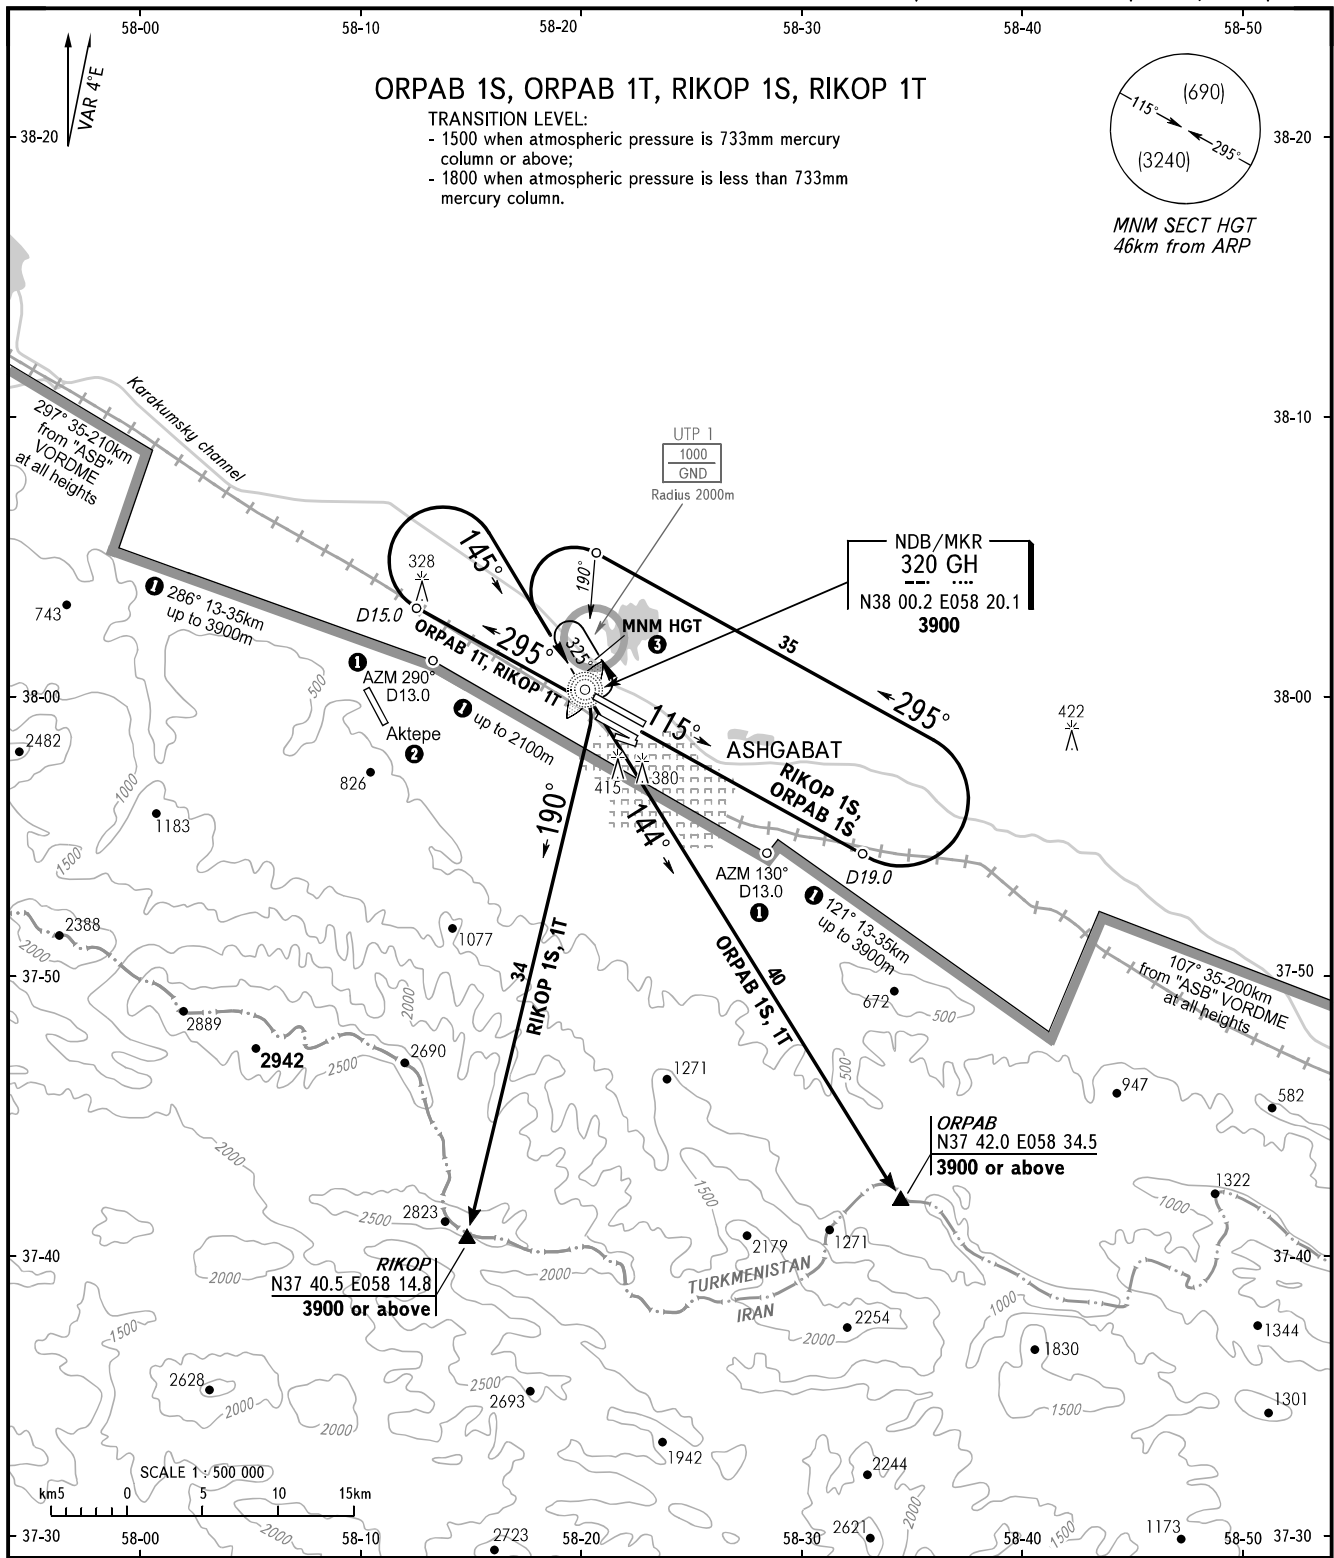 58-00
58-10
58-20
58-30
58-40
58-50
VAR 4°E
ORPAB 1S, ORPAB 1T, RIKOP 1S, RIKOP 1T
TRANSITION LEVEL:
- 1500 when atmospheric pressure is 733mm mercury
column or above;
- 1800 when atmospheric pressure is less than 733mm
mercury column.
(690)
115°
295°
(3240)
MNM SECT HGT
46km from ARP
38-20
38-20
Karakumsky channel
297° 35-210km
from "ASB"
VORDME
at all heights
38-10
UTP 1
1000
GND
Radius 2000m
NDB/MKR
320 GH
N38 00.2 E058 20.1
3900
145°
190°
328
743
1 286° 13-35km
up to 3900m
D15.0
295°
ORPAB 1T, RIKOP 1T
325°
MNM HGT
3
35
295°
422
1
AZM 290°
D13.0
500
38-00
38-00
1 up to 2100m
Aktepe
2
115°
ASHGABAT
RIKOP 1S,
ORPAB 1S
2482
1000
826
415
380
1183
190°
144°
1500
AZM 130°
D13.0
1
D19.0
1 121° 13-35km
up to 3900m
2388
2000
1077
34
RIKOP 1S, 1T
ORPAB 1S, 1T
40
107° 35-200km
from "ASB" VORDME
at all heights
37-50
37-50
672
500
2000
2889
2942
2500
2690
1271
500
947
582
2000
ORPAB
N37 42.0 E058 34.5
3900 or above
1500
1322
1000
2500
2823
2179
1271
37-40
37-40
RIKOP
N37 40.5 E058 14.8
3900 or above
2000
2000
TURKMENISTAN
IRAN
1000
1500
2000
2254
1344
1830
2628
2000
2000
2500
2693
1500
1301
1942
SCALE 1 : 500 000
km5
0
5
10
15km
2244
2000
2621
1500
1173
37-30
37-30
2000
2723
58-00
58-10
58-20
58-30
58-40
58-50